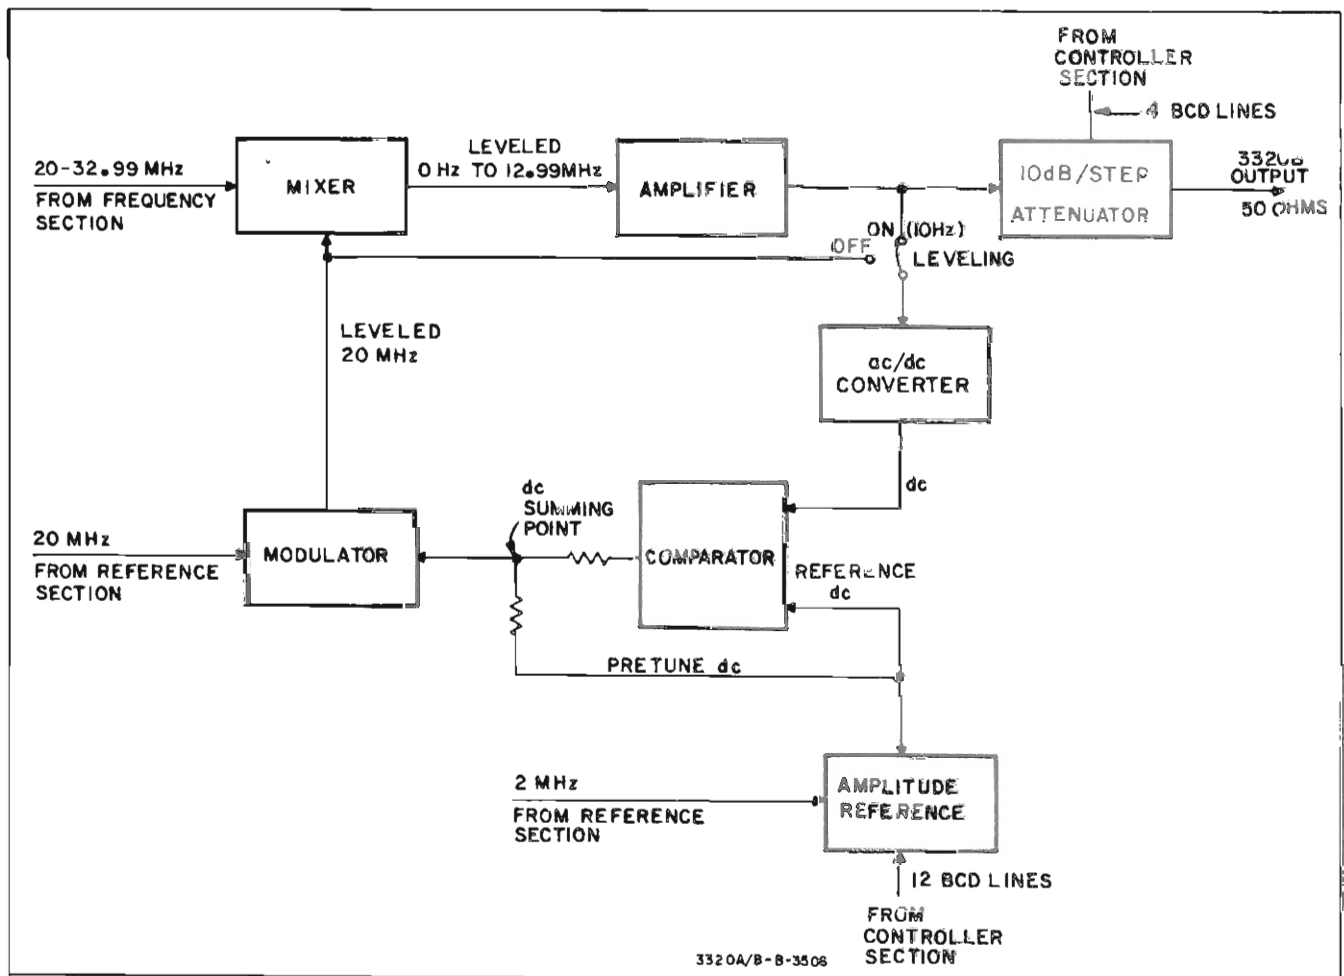 FROM
CONTROLLER
SECTION
4 BCD LINES
20-32.99 MHz
FROM FREQUENCY
SECTION
MIXER
LEVELED
0 Hz TO 12.99MHz
AMPLIFIER
10dB/STEP
ATTENUATOR
3320B
OUTPUT
50 OHMS
ON (10Hz)
OFF
LEVELING
LEVELED
20 MHz
ac/dc
CONVERTER
dc
dc
SUMMING
POINT
20 MHz
FROM REFERENCE
SECTION
MODULATOR
COMPARATOR
REFERENCE
dc
PRETUNE dc
2 MHz
FROM REFERENCE
SECTION
AMPLITUDE
REFERENCE
12 BCD LINES
FROM
CONTROLLER
SECTION
3320A/B-B-3506